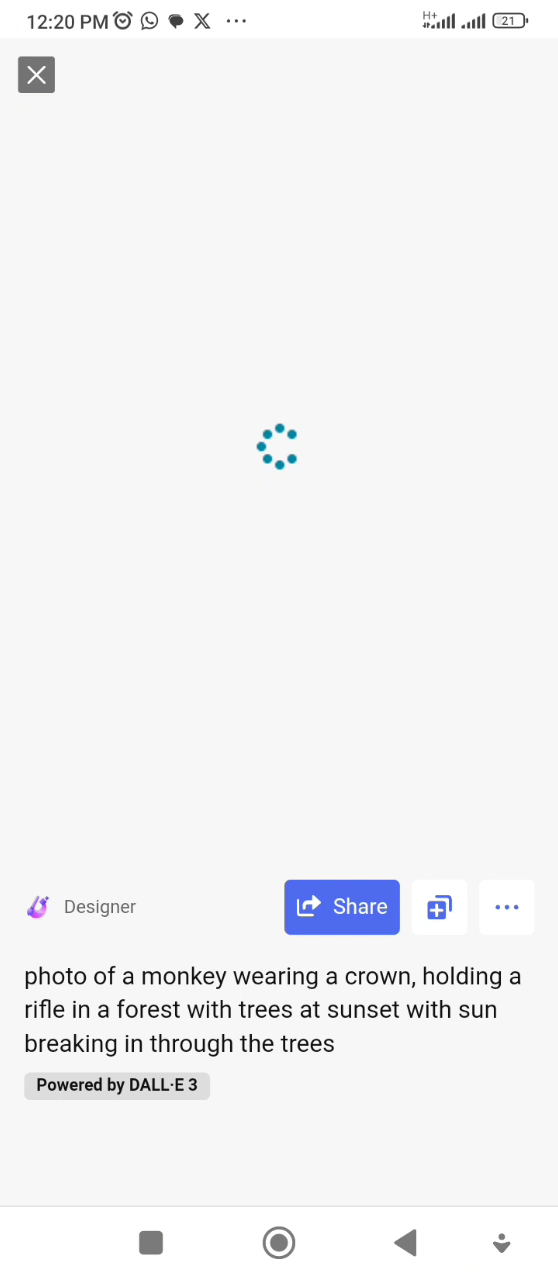 12:20 PM
H+
21
Designer
Share
photo of a monkey wearing a crown, holding a
rifle in a forest with trees at sunset with sun
breaking in through the trees
Powered by DALL·E 3